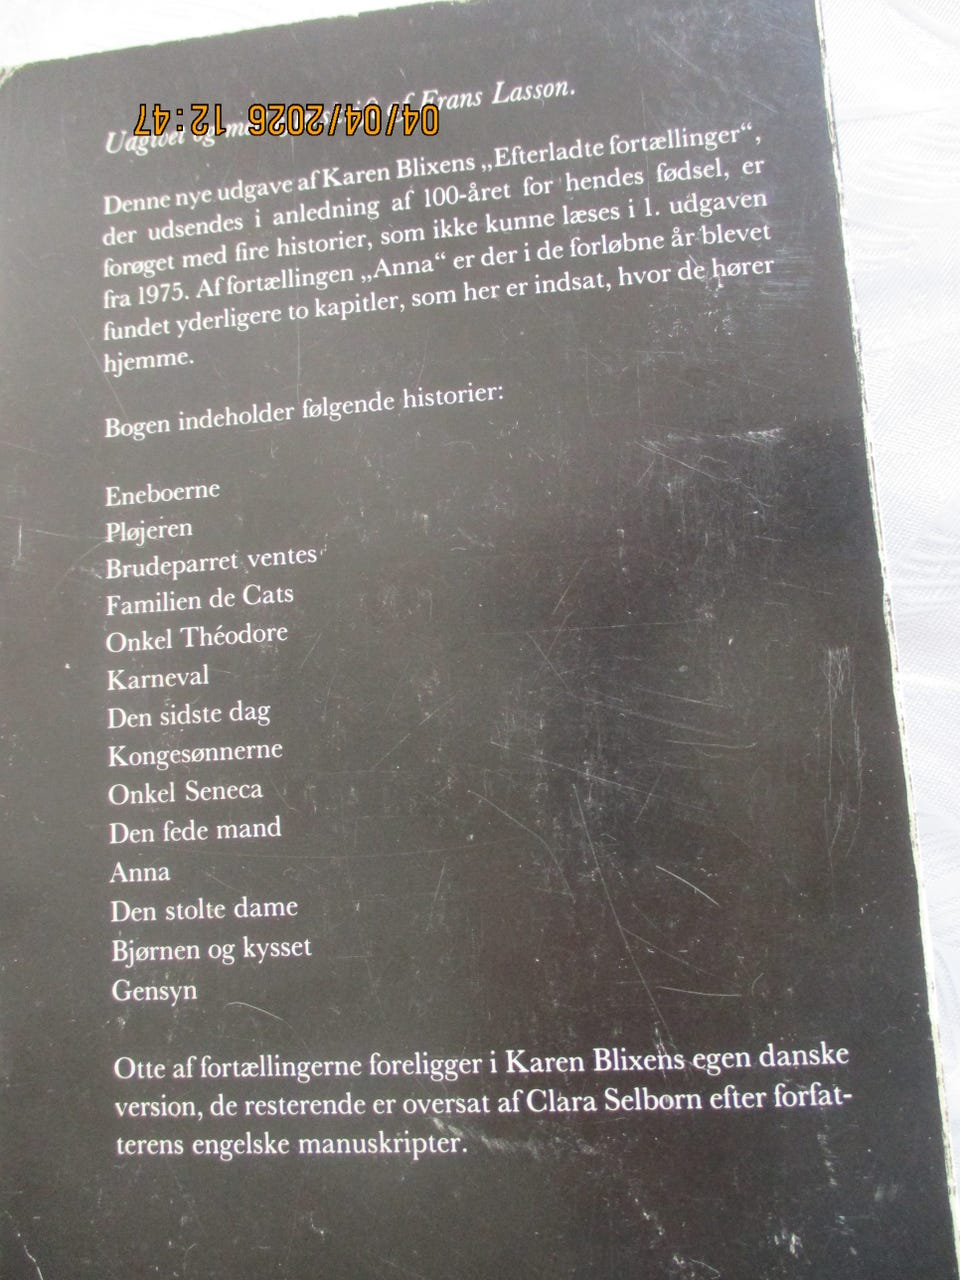 Udgivet og med efterskrift af Frans Lasson.
04/04/2026 12:47
Denne nye udgave af Karen Blixens „Efterladte fortællinger“,
der udsendes i anledning af 100-året for hendes fødsel, er
forøget med fire historier, som ikke kunne læses i 1. udgaven
fra 1975. Af fortællingen „Anna“ er der i de forløbne år blevet
fundet yderligere to kapitler, som her er indsat, hvor de hører
hjemme.
Bogen indeholder følgende historier:
Eneboerne
Pløjeren
Brudeparret ventes
Familien de Cats
Onkel Théodore
Karneval
Den sidste dag
Kongesønnerne
Onkel Seneca
Den fede mand
Anna
Den stolte dame
Bjørnen og kysset
Gensyn
Otte af fortællingerne foreligger i Karen Blixens egen danske
version, de resterende er oversat af Clara Selborn efter forfat-
terens engelske manuskripter.